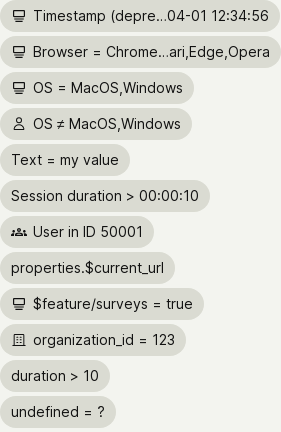 Timestamp (depre...04-01 12:34:56
Browser = Chrome...ari,Edge,Opera
OS = MacOS,Windows
OS ≠ MacOS,Windows
Text = my value
Session duration > 00:00:10
User in ID 50001
properties.$current_url
$feature/surveys = true
organization_id = 123
duration > 10
undefined = ?